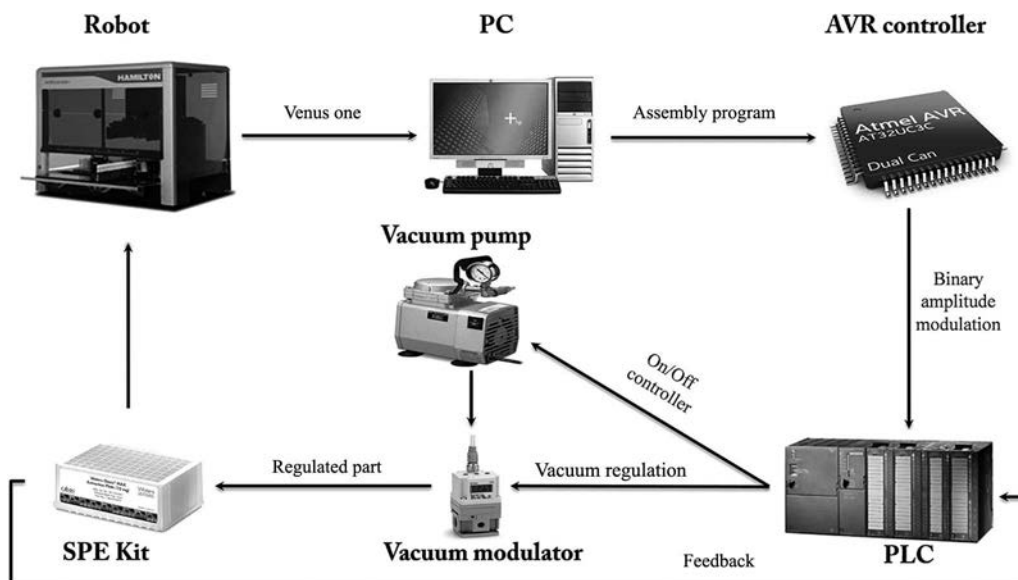 Robot
PC
AVR controller
HAMILTON
Venus one
Assembly program
Atmel AVR
AT32UC3C
Dual Can
Vacuum pump
Binary
amplitude
modulation
On/Off
controller
Regulated part
Vacuum regulation
SPE Kit
Vacuum modulator
Feedback
PLC